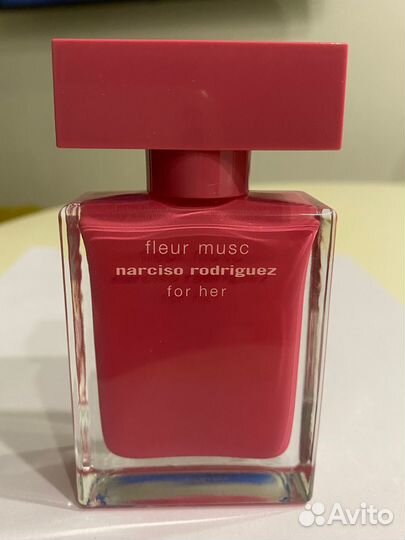 fleur musc
narciso rodriguez
for her
Avito